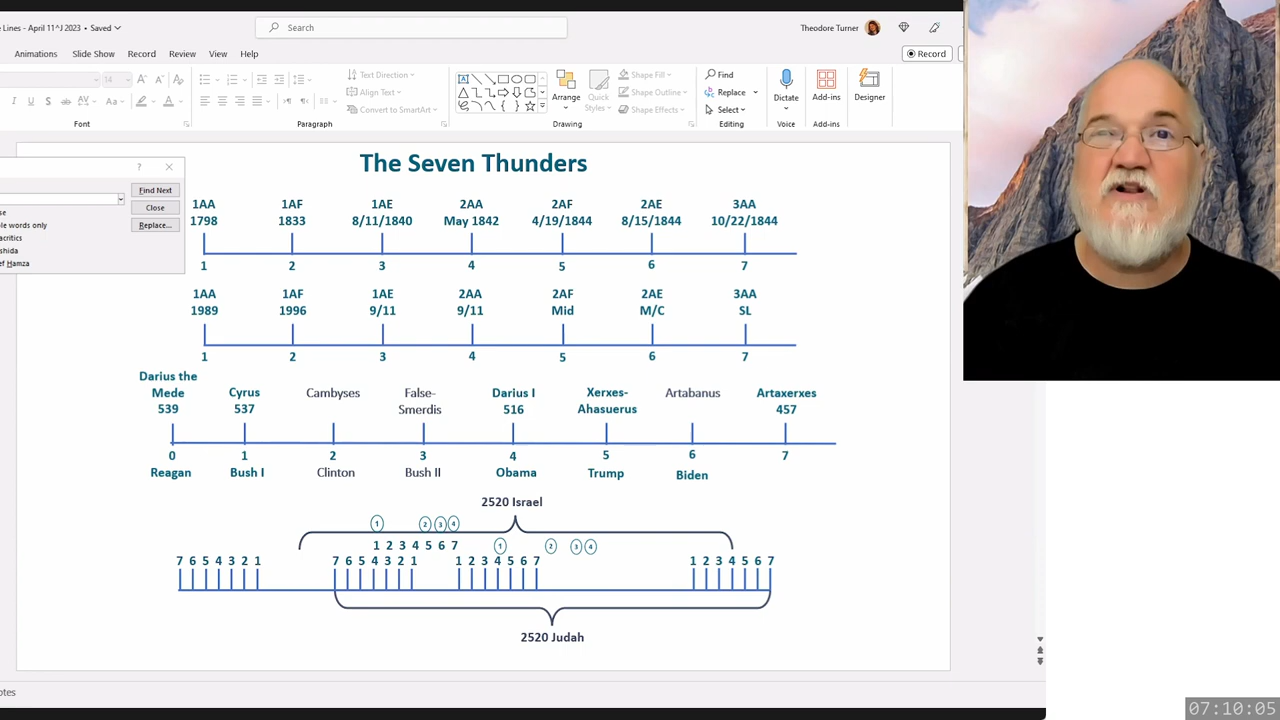 e Lines - April 11^J 2023 • Saved
Search
Theodore Turner
Animations Slide Show Record Review View Help
Record
14
Text Direction
Align Text
Convert to SmartArt
Arrange
Quick Styles
Shape Fill
Shape Outline
Shape Effects
Find
Replace
Select
Dictate
Add-ins
Designer
Font Paragraph Drawing Editing Voice Add-ins
?
Find Next
Close
Replace...
se
le words only
acritics
shida
ef Hamza
The Seven Thunders
1AA 1AF 1AE 2AA 2AF 2AE 3AA
1798 1833 8/11/1840 May 1842 4/19/1844 8/15/1844 10/22/1844
1 2 3 4 5 6 7
1AA 1AF 1AE 2AA 2AF 2AE 3AA
1989 1996 9/11 9/11 Mid M/C SL
1 2 3 4 5 6 7
Darius the
Mede Cyrus Cambyses False- Darius I Xerxes- Artabanus Artaxerxes
539 537 Smerdis 516 Ahasuerus 457
0 1 2 3 4 5 6 7
Reagan Bush I Clinton Bush II Obama Trump Biden
2520 Israel
1 2 3 4
1 2 3 4 5 6 7 1 2 3 4
7 6 5 4 3 2 1 7 6 5 4 3 2 1 1 2 3 4 5 6 7 1 2 3 4 5 6 7
2520 Judah
otes
07:10:05